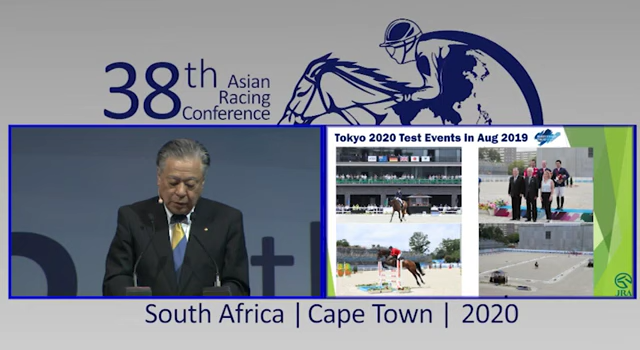 38th Asian
Racing
Conference
Tokyo 2020 Test Events In Aug 2019
JRA
South Africa | Cape Town | 2020